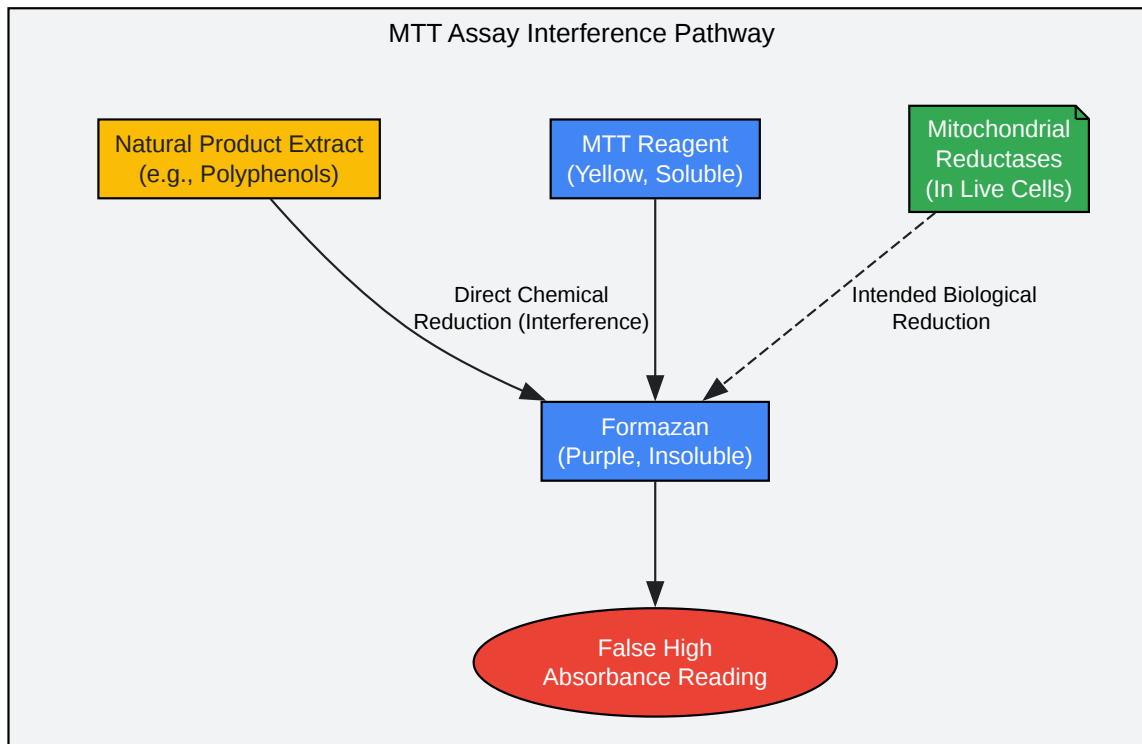 MTT Assay Interference Pathway
Natural Product Extract
(e.g., Polyphenols)
MTT Reagent
(Yellow, Soluble)
Mitochondrial
Reductases
(In Live Cells)
Direct Chemical
Reduction (Interference)
Intended Biological
Reduction
Formazan
(Purple, Insoluble)
False High
Absorbance Reading